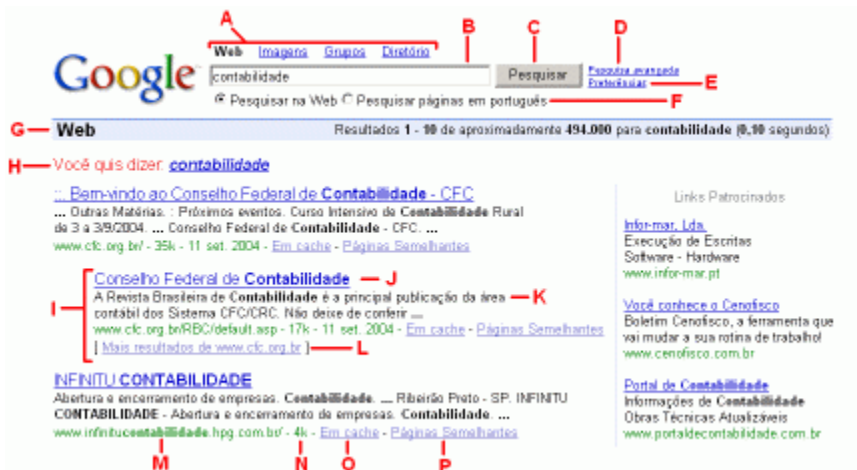 A
B
C
D
Web Imagens Grupos Diretório
Google
contabilidade
Pesquisar
Pesquisa avançada
Preferências
E
Pesquisar na Web Pesquisar páginas em português
F
G
Web
Resultados 1 - 10 de aproximadamente 494.000 para contabilidade (0,10 segundos)
H
Você quis dizer: contabilidade
::. Bem-vindo ao Conselho Federal de Contabilidade - CFC
... Outras Matérias. : Próximos eventos. Curso Intensivo de Contabilidade Rural
de 3 a 3/9/2004. ... Conselho Federal de Contabilidade - CFC. ...
www.cfc.org.br/ - 35k - 11 set. 2004 - Em cache - Páginas Semelhantes
I
Conselho Federal de Contabilidade
J
A Revista Brasileira de Contabilidade é a principal publicação da área
K
contábil dos Sistema CFC/CRC. Não deixe de conferir ...
www.cfc.org.br/RBC/default.asp - 17k - 11 set. 2004 - Em cache - Páginas Semelhantes
[ Mais resultados de www.cfc.org.br ]
L
INFINITU CONTABILIDADE
Abertura e encerramento de empresas. Contabilidade. ... Ribeirão Preto - SP. INFINITU
CONTABILIDADE - Abertura e encerramento de empresas. Contabilidade. ...
www.infinitucontabilidade.hpg.com.br/ - 4k - Em cache - Páginas Semelhantes
M
N
O
P
Links Patrocinados
Infor-mar, Lda.
Execução de Escritas
Software - Hardware
www.infor-mar.pt
Você conhece o Cenofisco
Boletim Cenofisco, a ferramenta que
vai mudar a sua rotina de trabalho!
www.cenofisco.com.br
Portal de Contabilidade
Informações de Contabilidade
Obras Técnicas Atualizáveis
www.portaldecontabilidade.com.br